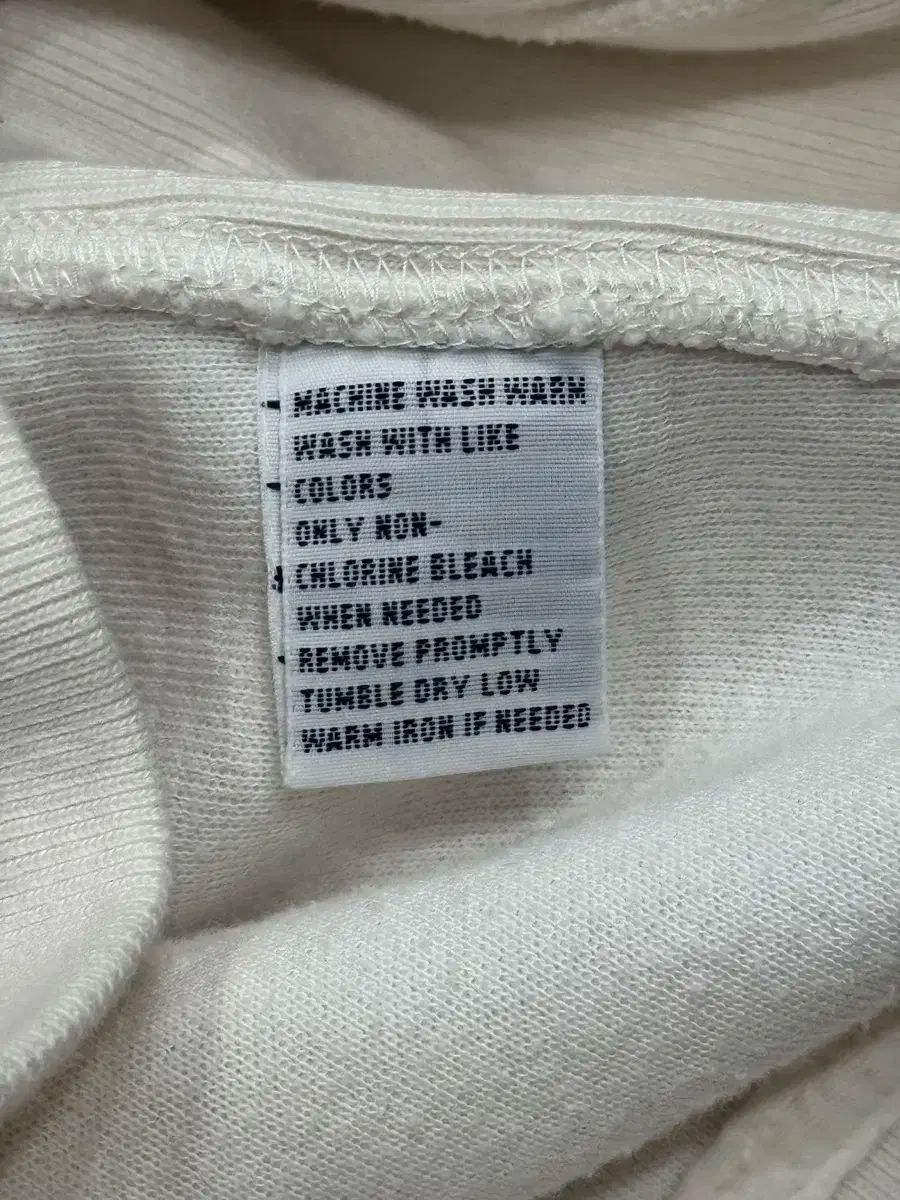 MACHINE WASH WARM
WASH WITH LIKE
COLORS
ONLY NON-
CHLORINE BLEACH
WHEN NEEDED
REMOVE PROMPTLY
TUMBLE DRY LOW
WARM IRON IF NEEDED